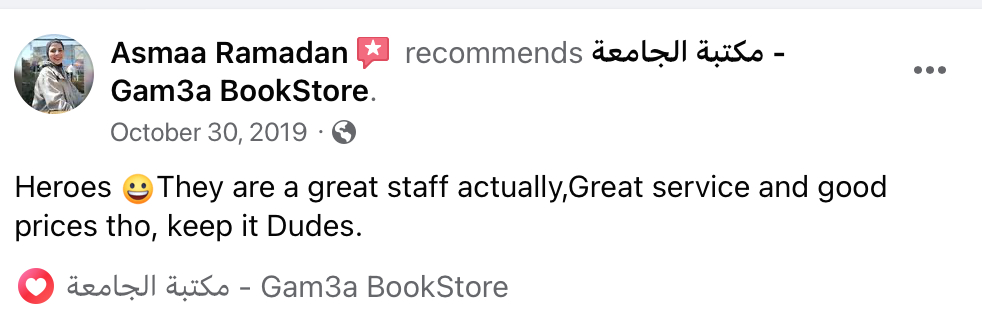 Asmaa Ramadan recommends مكتبة الجامعة -
Gam3a BookStore.
October 30, 2019 ·
Heroes 😀They are a great staff actually,Great service and good
prices tho, keep it Dudes.
مكتبة الجامعة - Gam3a BookStore